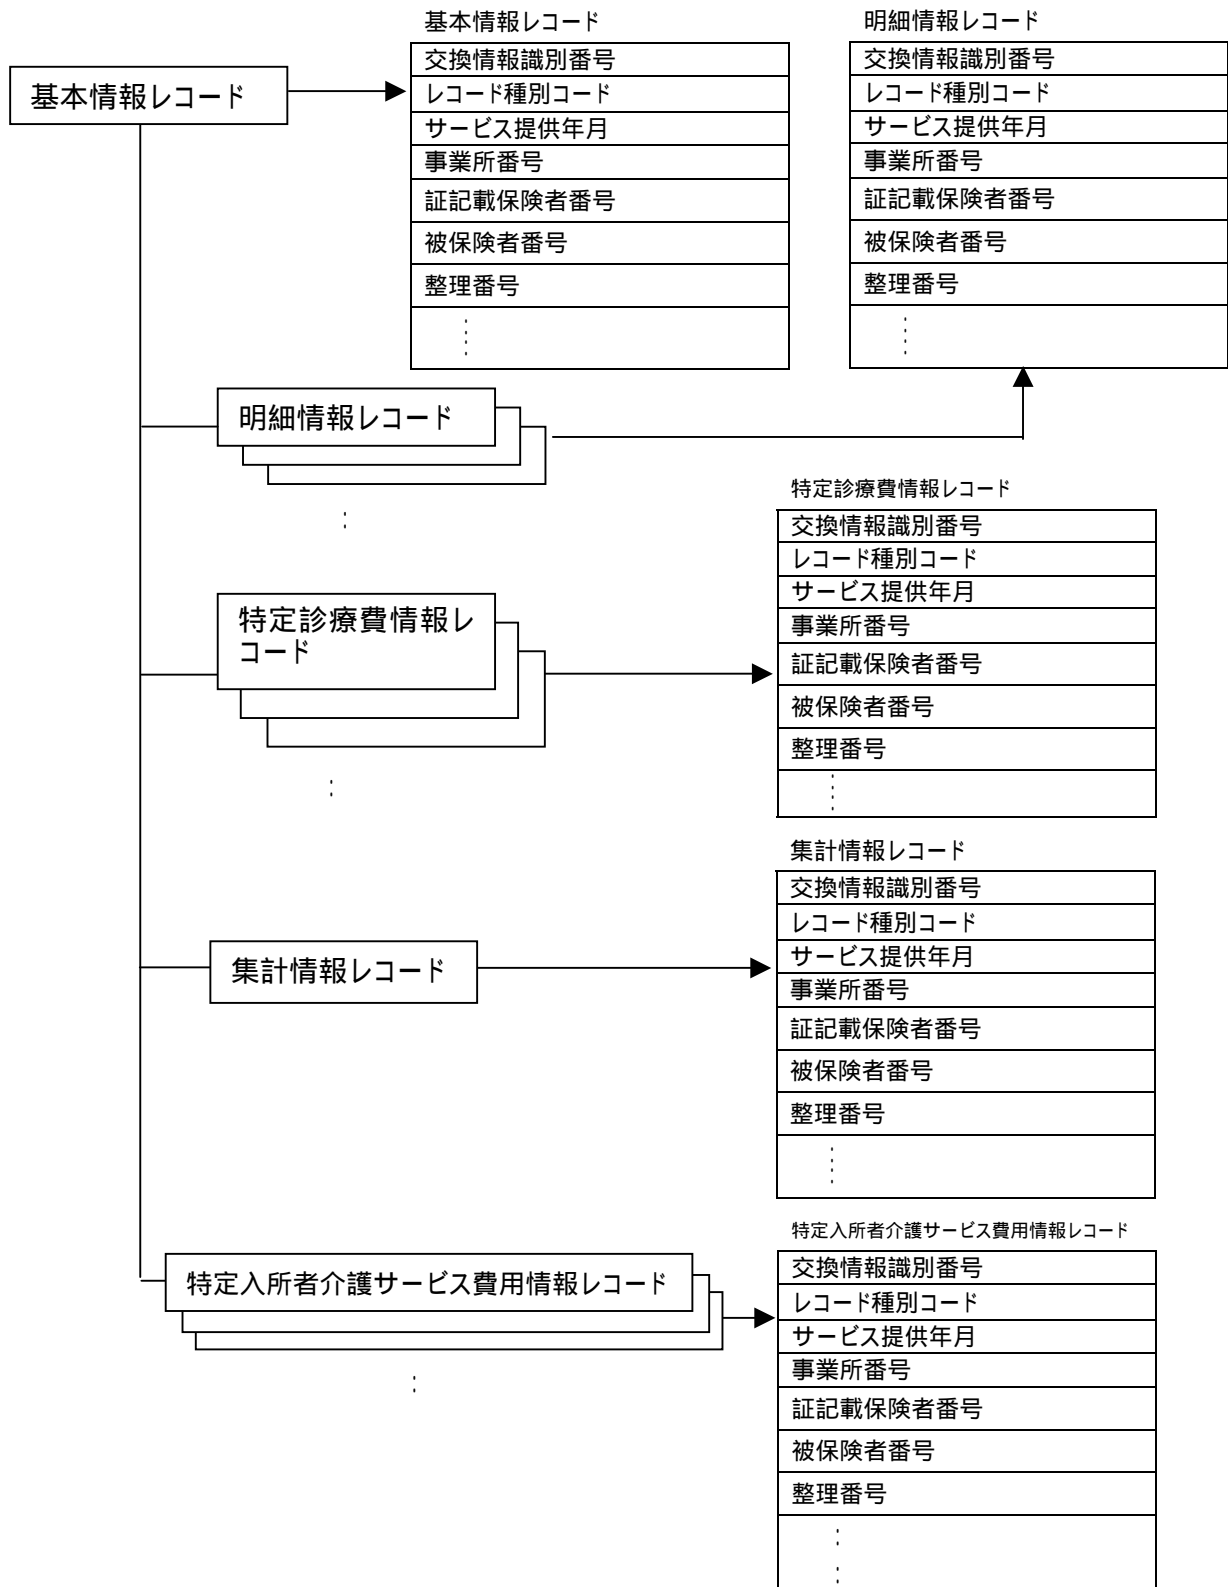 基本情報レコード
基本情報レコード
交換情報識別番号
レコード種別コード
サービス提供年月
事業所番号
証記載保険者番号
被保険者番号
整理番号
明細情報レコード
交換情報識別番号
レコード種別コード
サービス提供年月
事業所番号
証記載保険者番号
被保険者番号
整理番号
明細情報レコード
特定診療費情報レ
コード
特定診療費情報レコード
交換情報識別番号
レコード種別コード
サービス提供年月
事業所番号
証記載保険者番号
被保険者番号
整理番号
集計情報レコード
集計情報レコード
交換情報識別番号
レコード種別コード
サービス提供年月
事業所番号
証記載保険者番号
被保険者番号
整理番号
特定入所者介護サービス費用情報レコード
特定入所者介護サービス費用情報レコード
交換情報識別番号
レコード種別コード
サービス提供年月
事業所番号
証記載保険者番号
被保険者番号
整理番号